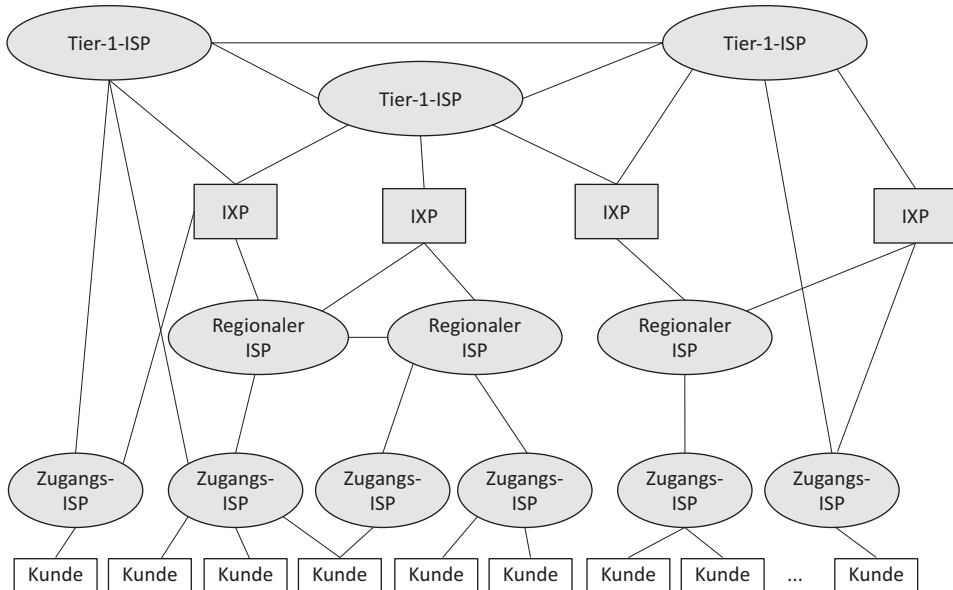 Tier-1-ISP
Tier-1-ISP
Tier-1-ISP
IXP
IXP
IXP
IXP
Regionaler
ISP
Regionaler
ISP
Regionaler
ISP
Zugangs-
ISP
Zugangs-
ISP
Zugangs-
ISP
Zugangs-
ISP
Zugangs-
ISP
Zugangs-
ISP
Kunde
Kunde
Kunde
Kunde
Kunde
Kunde
Kunde
Kunde
...
Kunde